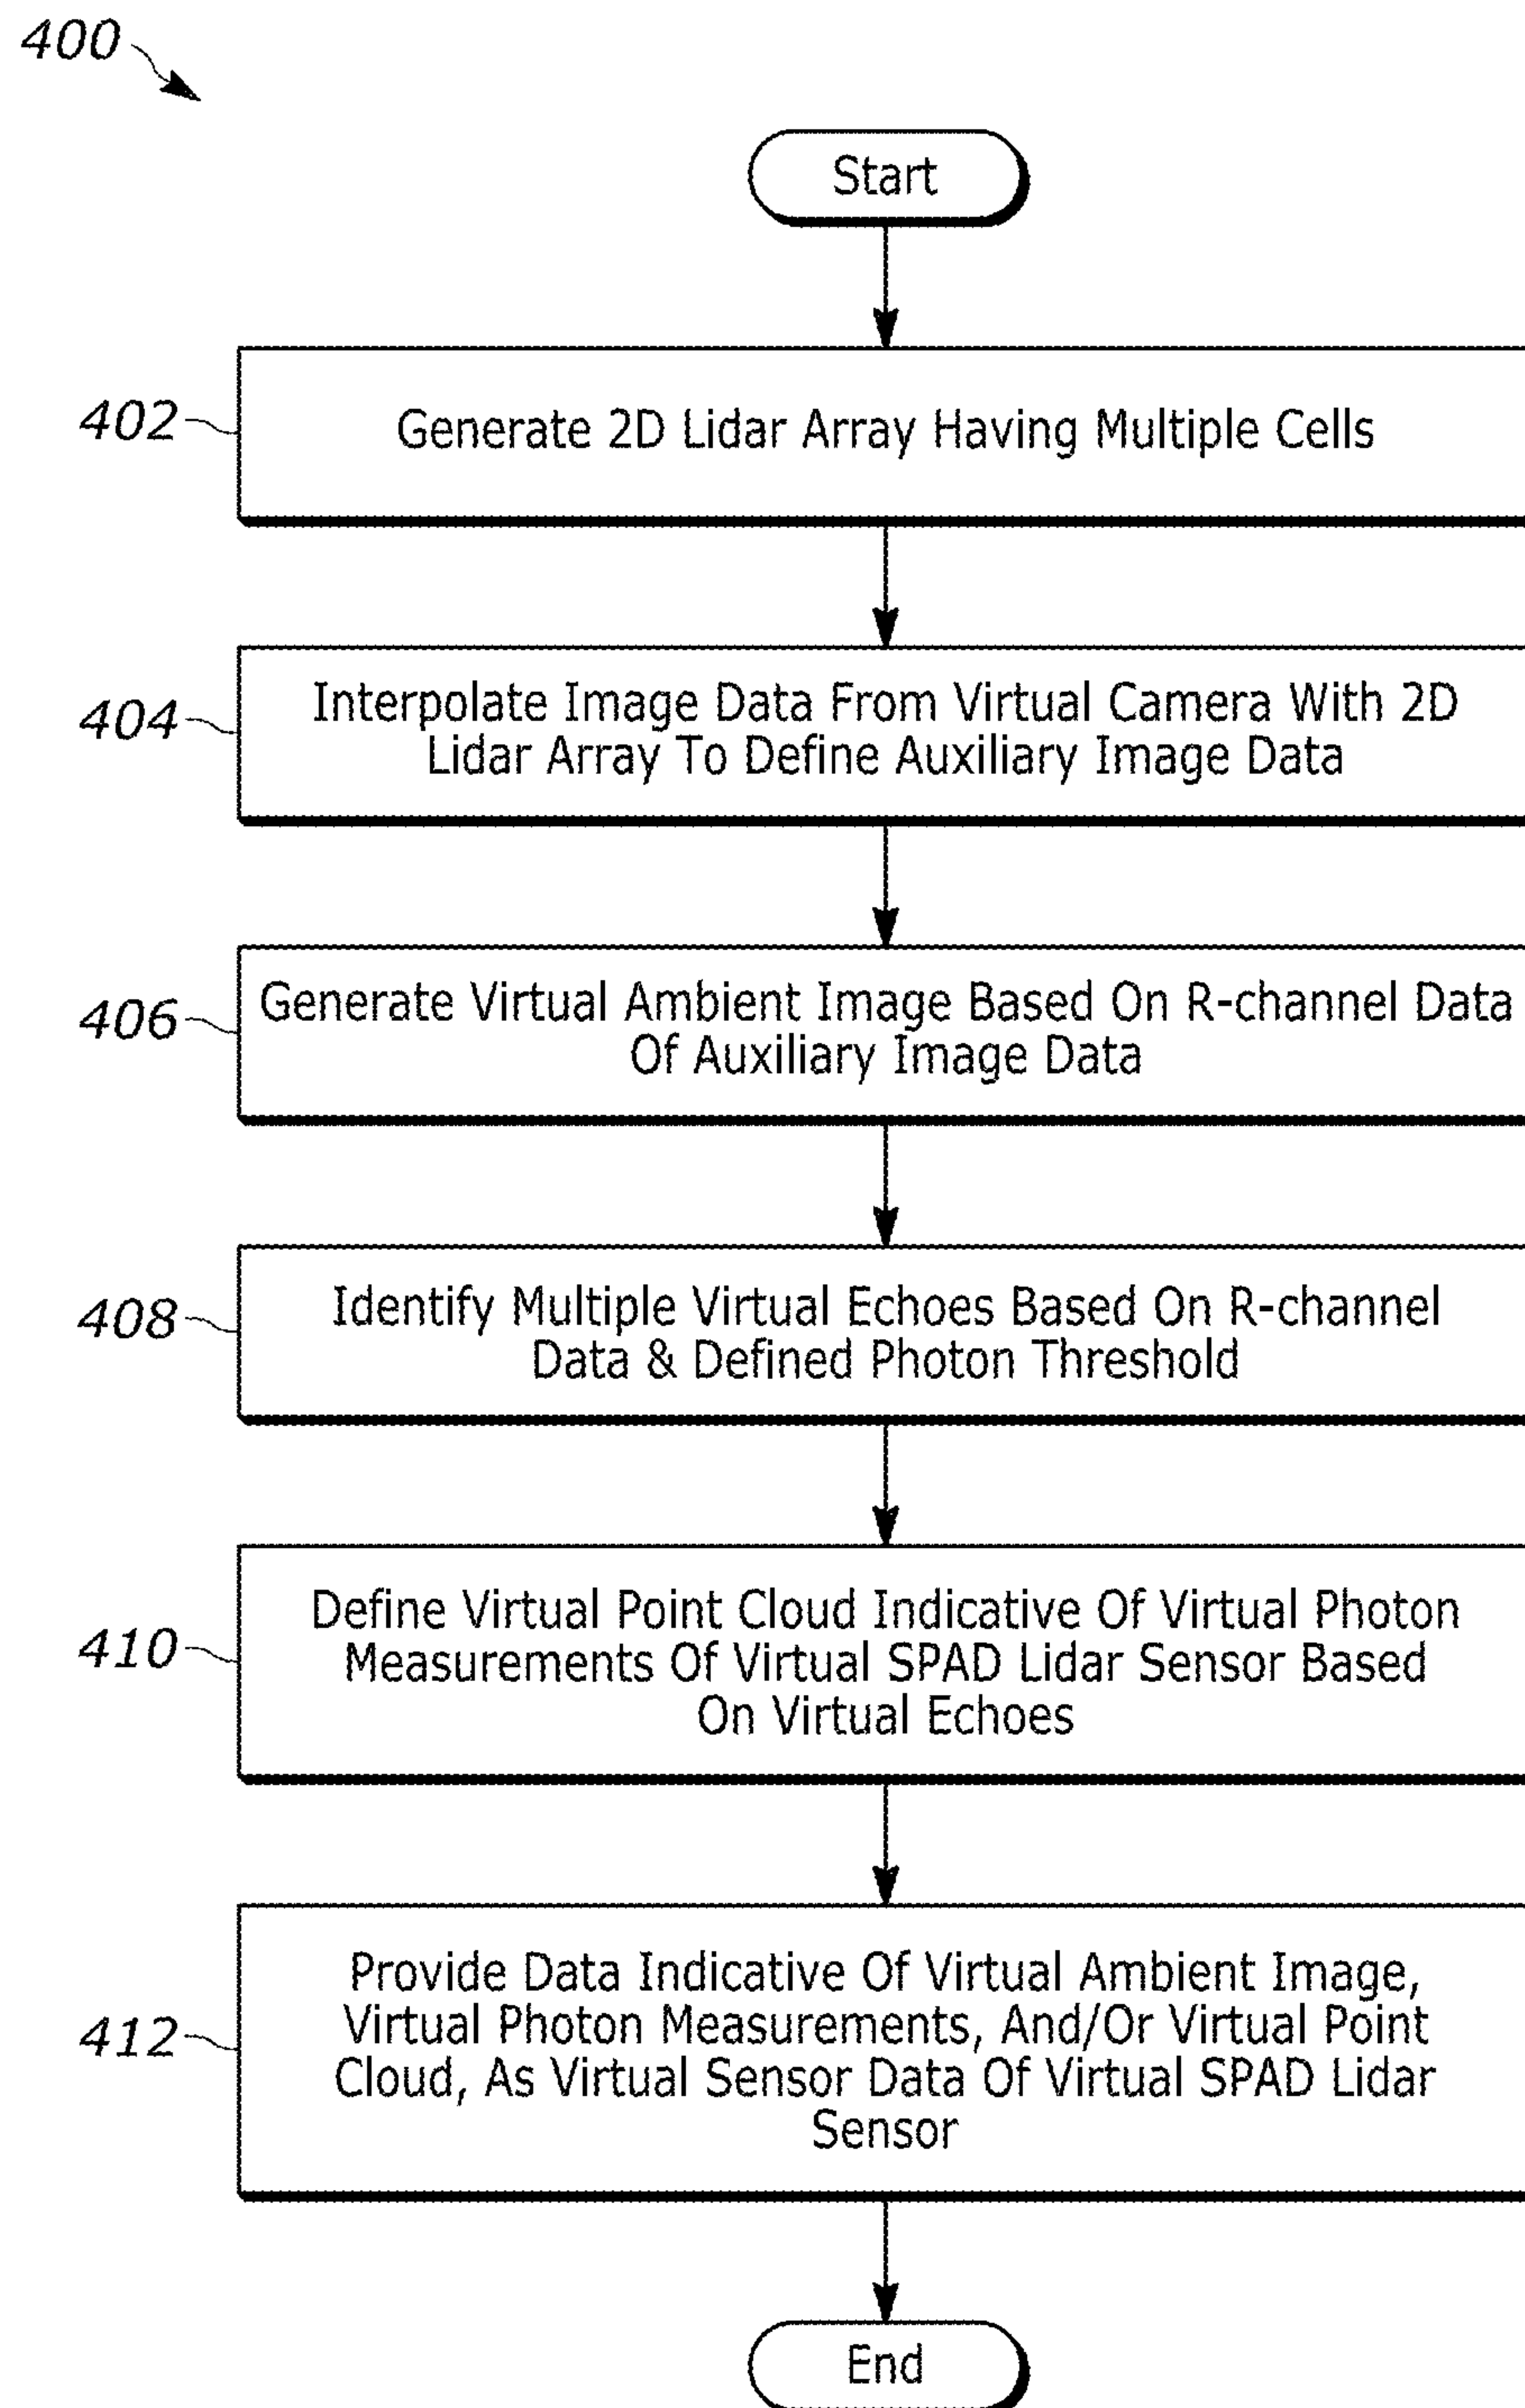 400
Start
402
Generate 2D Lidar Array Having Multiple Cells
404
Interpolate Image Data From Virtual Camera With 2D
Lidar Array To Define Auxiliary Image Data
406
Generate Virtual Ambient Image Based On R-channel Data
Of Auxiliary Image Data
408
Identify Multiple Virtual Echoes Based On R-channel
Data & Defined Photon Threshold
410
Define Virtual Point Cloud Indicative Of Virtual Photon
Measurements Of Virtual SPAD Lidar Sensor Based
On Virtual Echoes
412
Provide Data Indicative Of Virtual Ambient Image,
Virtual Photon Measurements, And/Or Virtual Point
Cloud, As Virtual Sensor Data Of Virtual SPAD Lidar
Sensor
End